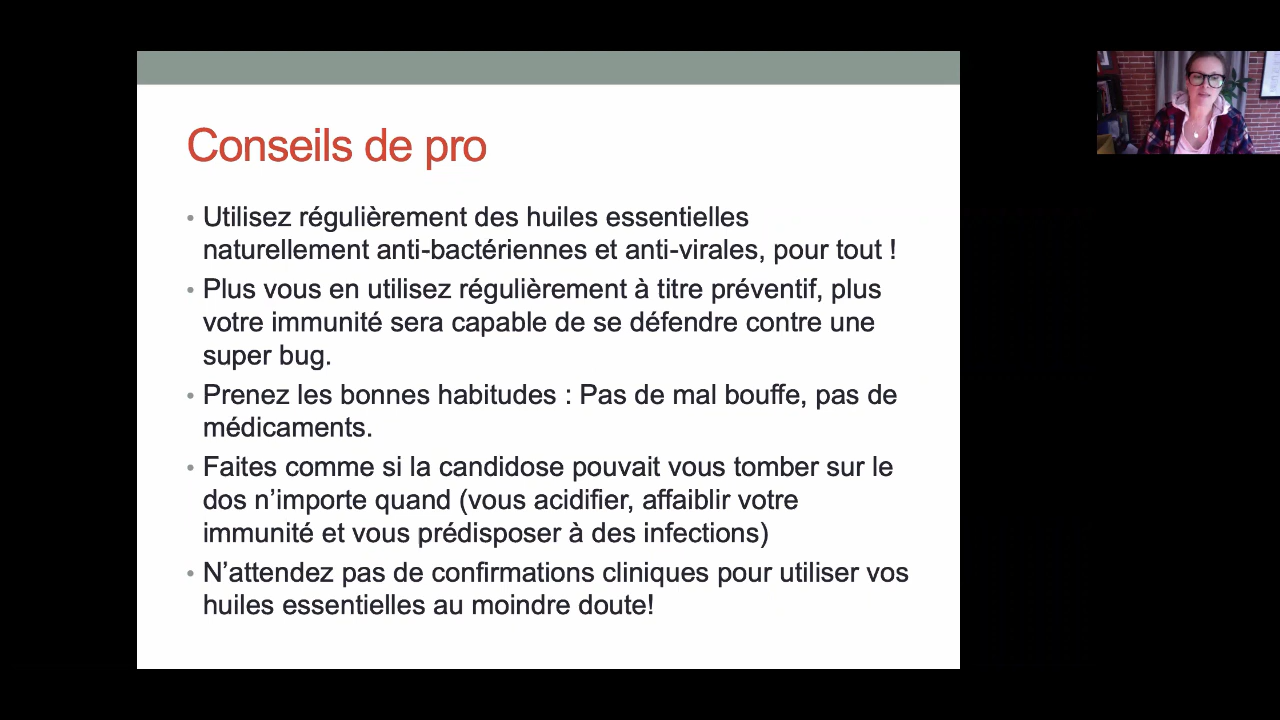 Conseils de pro
• Utilisez régulièrement des huiles essentielles
naturellement anti-bactériennes et anti-virales, pour tout !
• Plus vous en utilisez régulièrement à titre préventif, plus
votre immunité sera capable de se défendre contre une
super bug.
• Prenez les bonnes habitudes : Pas de mal bouffe, pas de
médicaments.
• Faites comme si la candidose pouvait vous tomber sur le
dos n’importe quand (vous acidifier, affaiblir votre
immunité et vous prédisposer à des infections)
• N’attendez pas de confirmations cliniques pour utiliser vos
huiles essentielles au moindre doute!